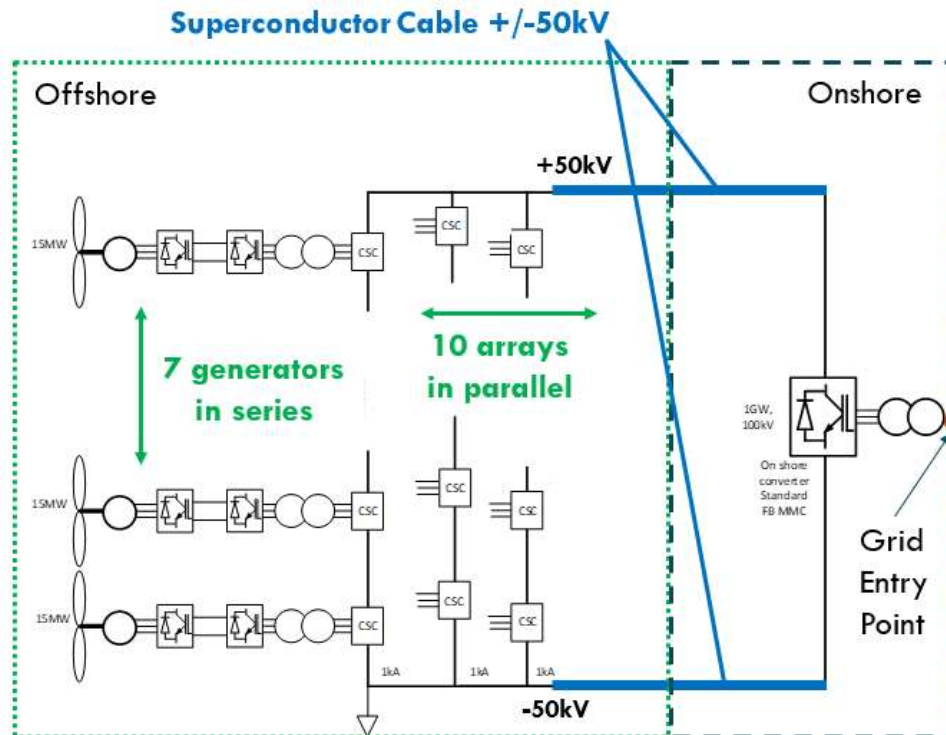 Superconductor Cable +/-50kV
Offshore
Onshore
+50kV
15MW
CSC
CSC
CSC
7 generators
in series
10 arrays
in parallel
1GW,
100kV
On shore
converter
Standard
FB MMC
15MW
CSC
CSC
CSC
Grid
Entry
Point
15MW
CSC
CSC
CSC
1kA
1kA
1kA
-50kV